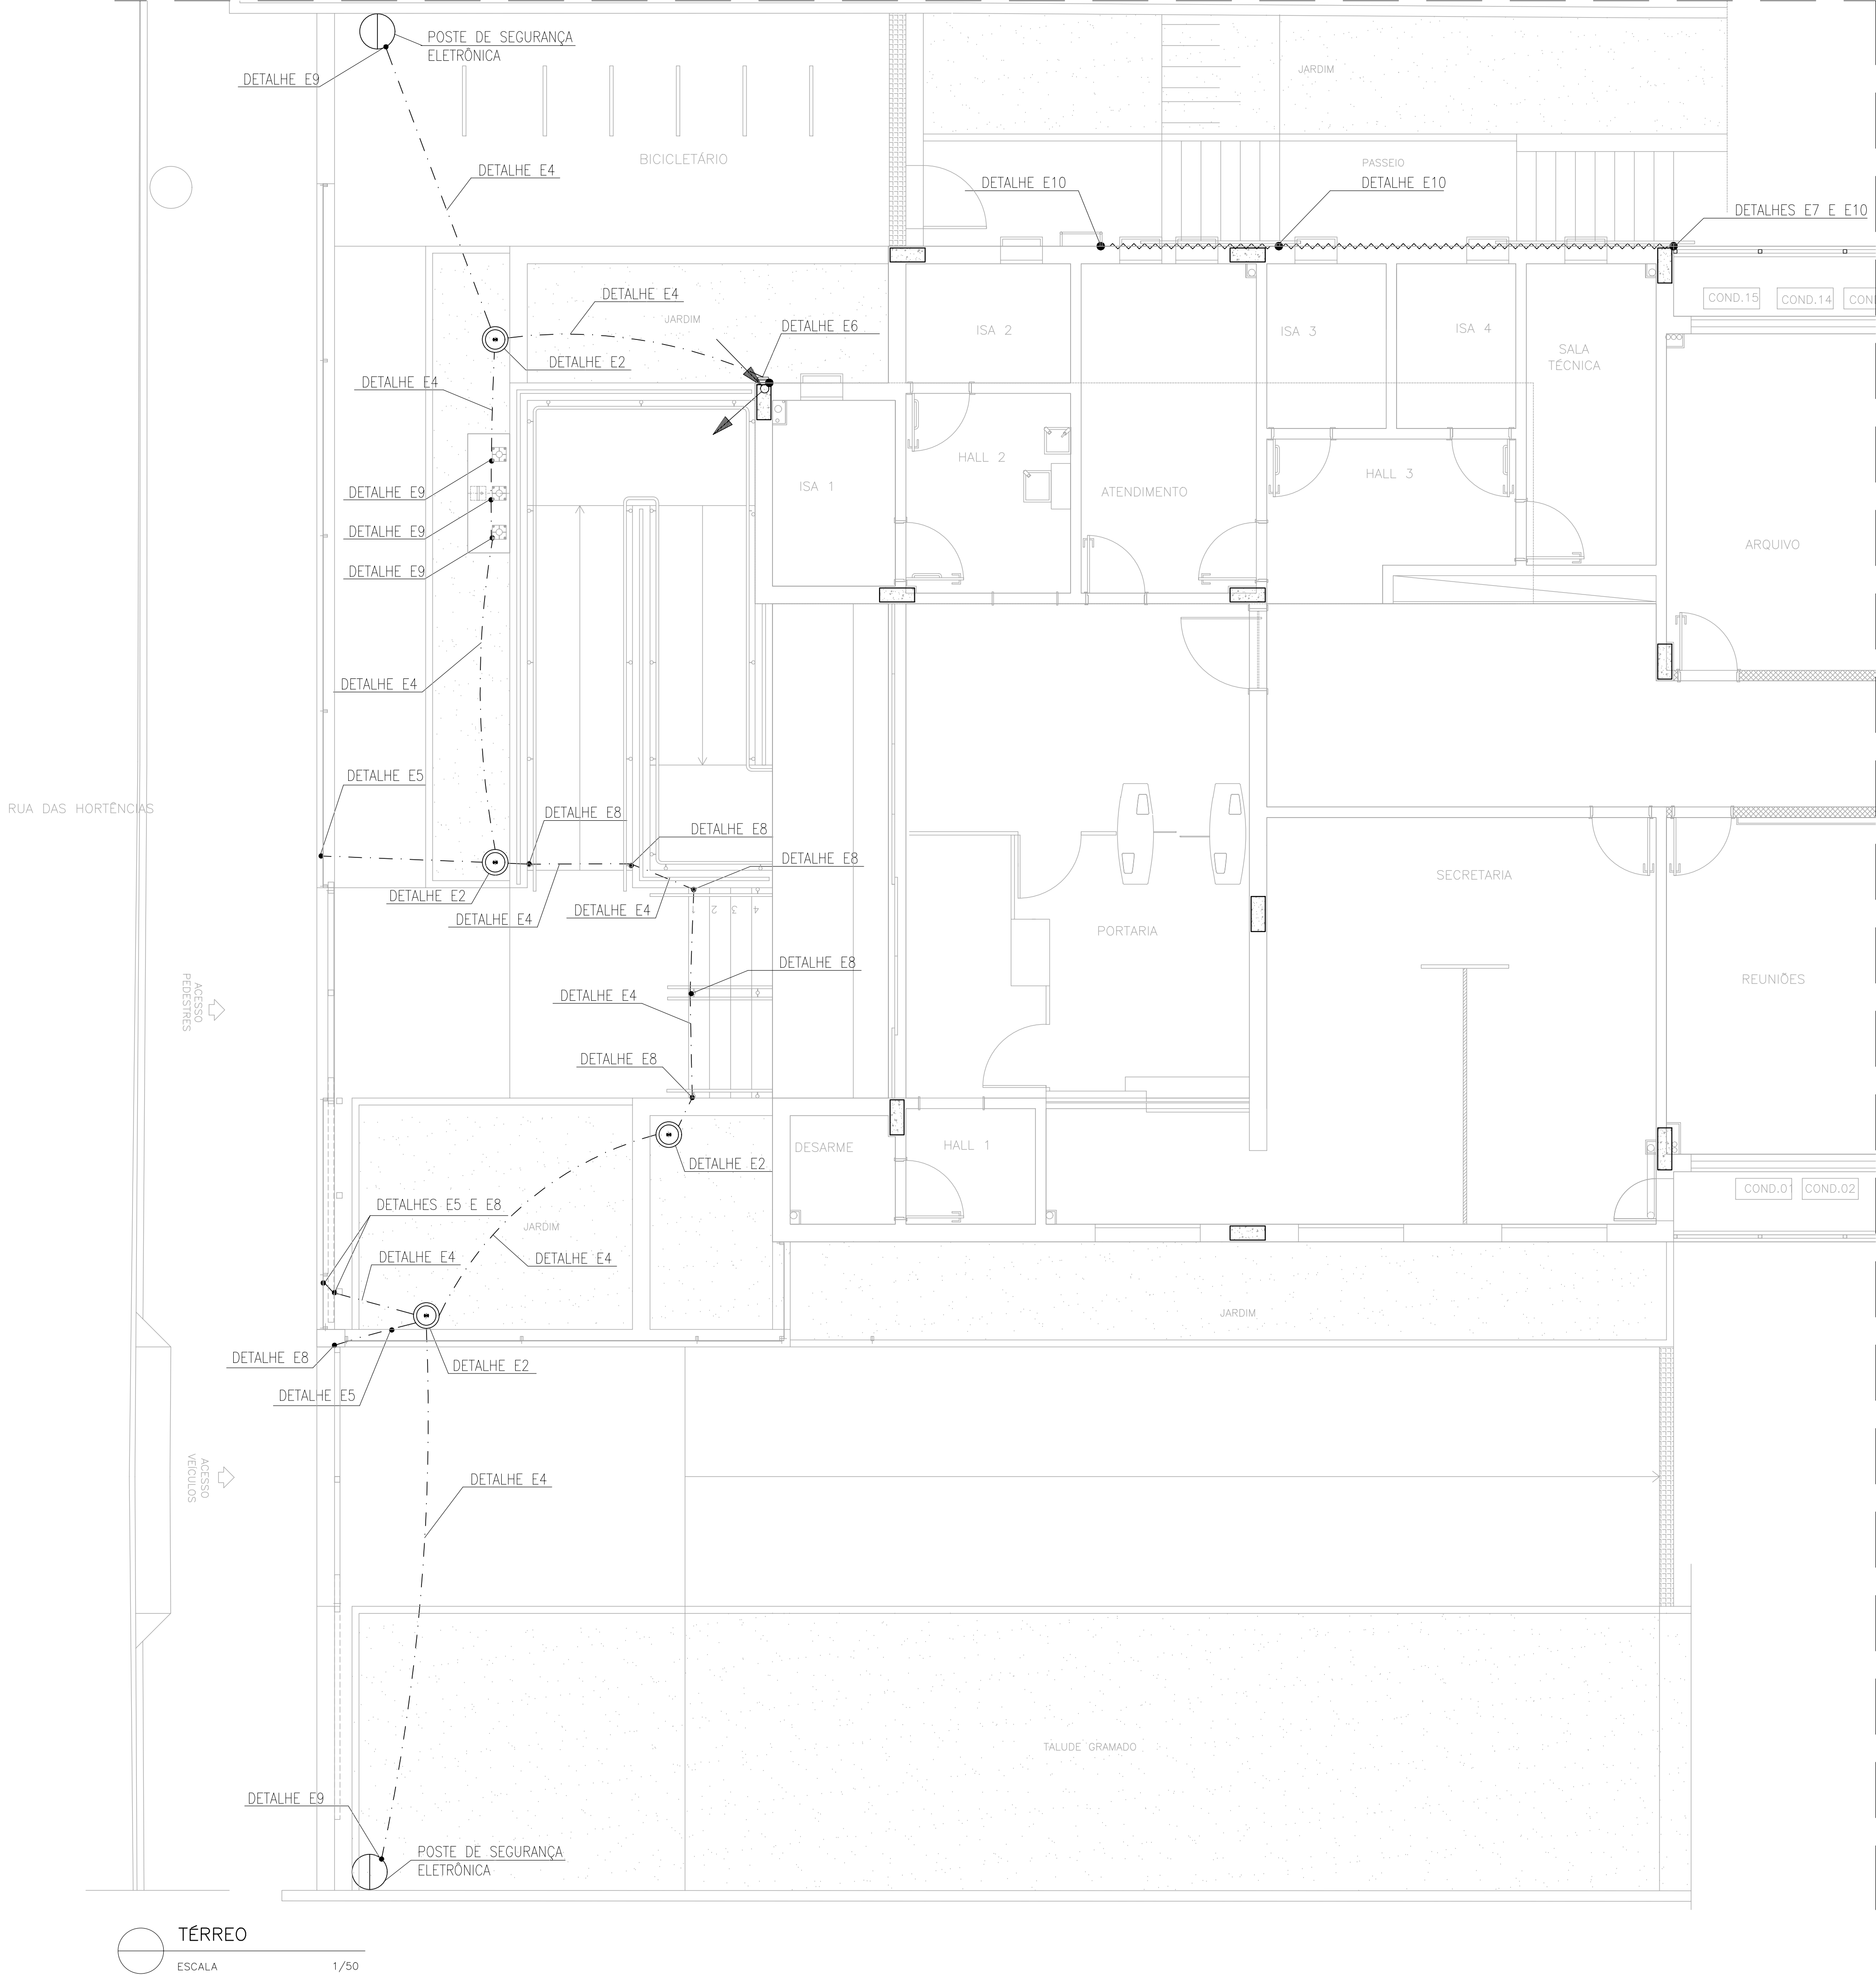 POSTE DE SEGURANÇA
ELETRÔNICA
DETALHE E9
JARDIM
BICICLETÁRIO
PASSEIO
DETALHE E4
DETALHE E10
DETALHE E10
DETALHES E7 E E10
DETALHE E4
JARDIM
DETALHE E6
COND.15
COND.14
CON
ISA 2
ISA 3
ISA 4
SALA
TÉCNICA
DETALHE E2
DETALHE E4
HALL 2
HALL 3
ISA 1
ATENDIMENTO
DETALHE E9
DETALHE E9
DETALHE E9
ARQUIVO
DETALHE E4
DETALHE E5
RUA DAS HORTÊNCIAS
DETALHE E8
DETALHE E8
DETALHE E8
SECRETARIA
DETALHE E2
DETALHE E4
DETALHE E4
1
2
3
4
PORTARIA
DETALHE E8
REUNIÕES
ACESSO
PEDESTRES
DETALHE E4
DETALHE E8
DESARME
HALL 1
DETALHE E2
COND.01
COND.02
DETALHES E5 E E8
JARDIM
DETALHE E4
DETALHE E4
JARDIM
DETALHE E8
DETALHE E2
DETALHE E5
ACESSO
VEÍCULOS
DETALHE E4
TALUDE GRAMADO
DETALHE E9
POSTE DE SEGURANÇA
ELETRÔNICA
TÉRREO
ESCALA 1/50